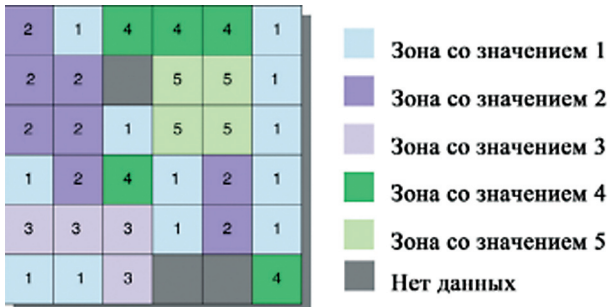 2 1 4 4 4 1
2 2 5 5 1
2 2 1 5 5 1
1 2 4 1 2 1
3 3 3 1 2 1
1 1 3 4
Зона со значением 1
Зона со значением 2
Зона со значением 3
Зона со значением 4
Зона со значением 5
Нет данных